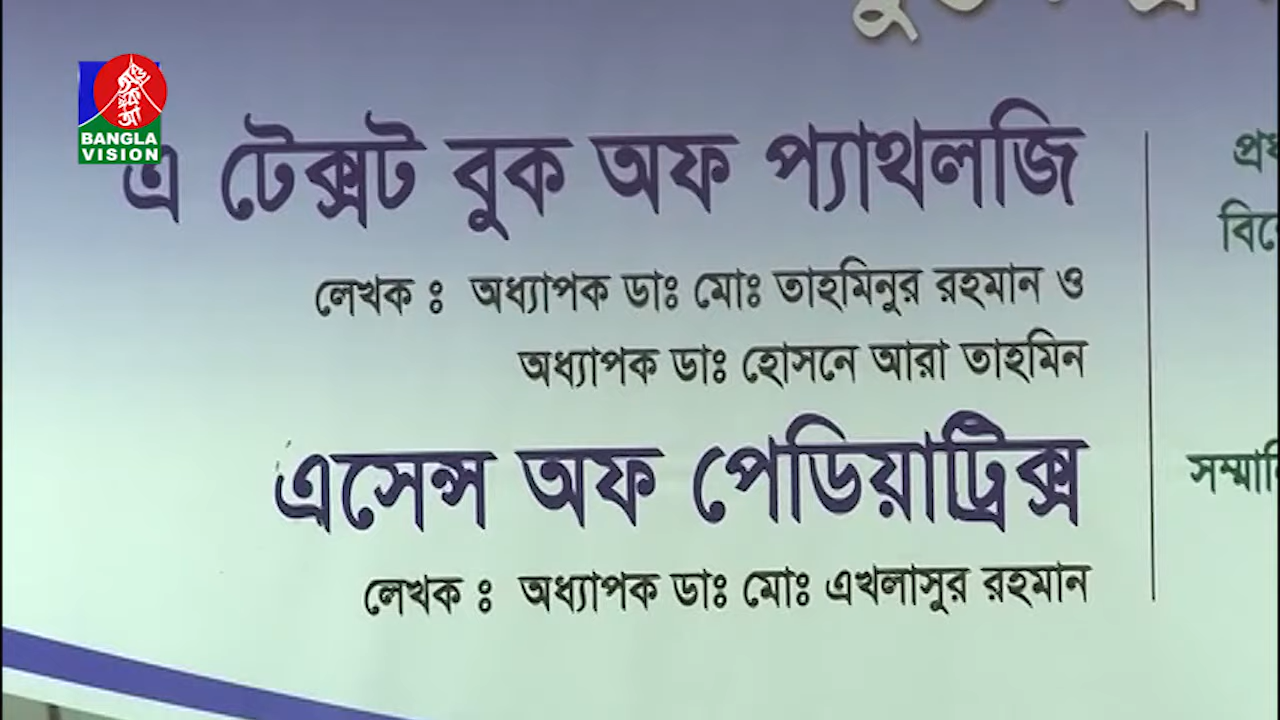 BANGLA
VISION
এ টেক্সট বুক অফ প্যাথলজি
লেখক ঃ অধ্যাপক ডাঃ মোঃ তাহমিনুর রহমান ও
অধ্যাপক ডাঃ হোসনে আরা তাহমিন
এসেন্স অফ পেডিয়াট্রিক্স
লেখক ঃ অধ্যাপক ডাঃ মোঃ এখলাসুর রহমান